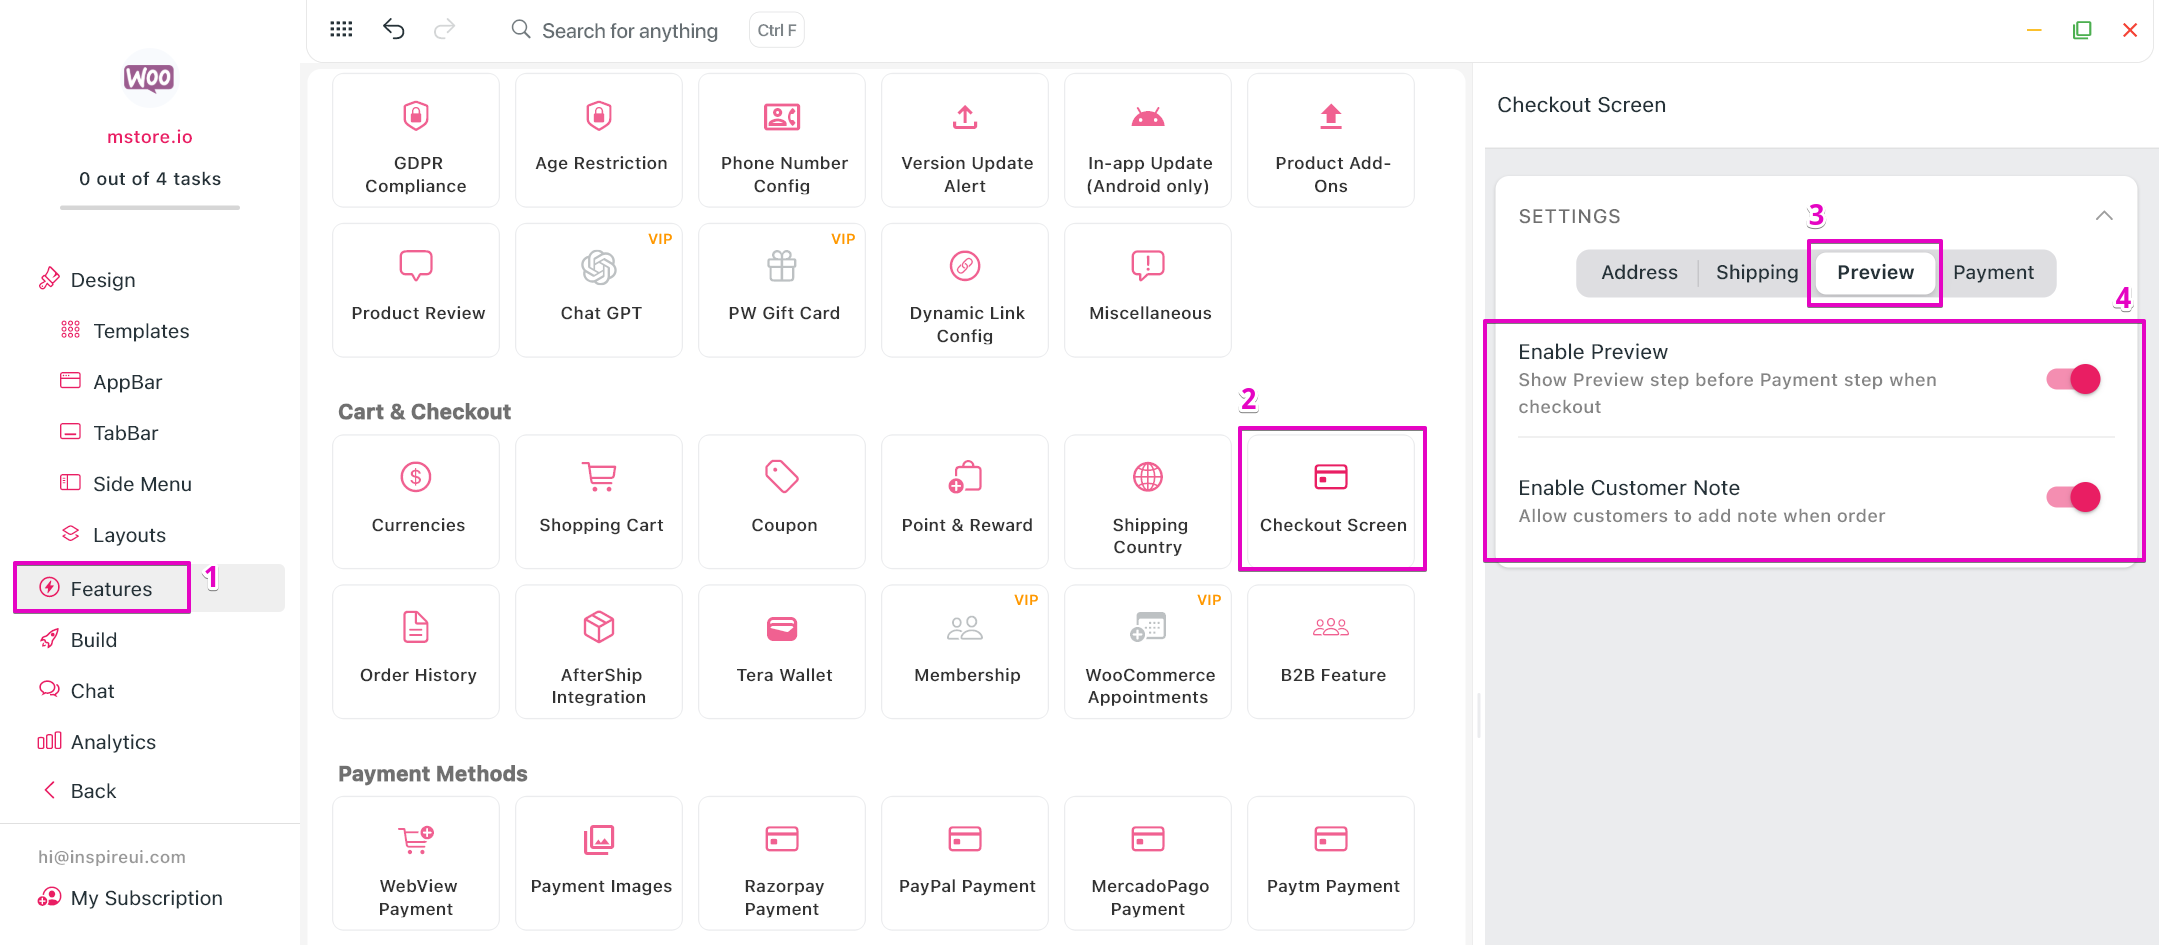 Search for anything
Ctrl F
WOO
mstore.io
0 out of 4 tasks
Design
Templates
AppBar
TabBar
Side Menu
Layouts
Features
1
Build
Chat
Analytics
Back
hi@inspireui.com
My Subscription
GDPR
Compliance
Age Restriction
Phone Number
Config
Version Update
Alert
In-app Update
(Android only)
Product Add-
Ons
Product Review
VIP
Chat GPT
VIP
PW Gift Card
Dynamic Link
Config
Miscellaneous
Cart & Checkout
2
Currencies
Shopping Cart
Coupon
Point & Reward
Shipping
Country
Checkout Screen
Order History
AfterShip
Integration
Tera Wallet
VIP
Membership
VIP
WooCommerce
Appointments
B2B Feature
Payment Methods
WebView
Payment
Payment Images
Razorpay
Payment
PayPal Payment
MercadoPago
Payment
Paytm Payment
Checkout Screen
SETTINGS
3
Address
Shipping
Preview
Payment
4
Enable Preview
Show Preview step before Payment step when
checkout
Enable Customer Note
Allow customers to add note when order